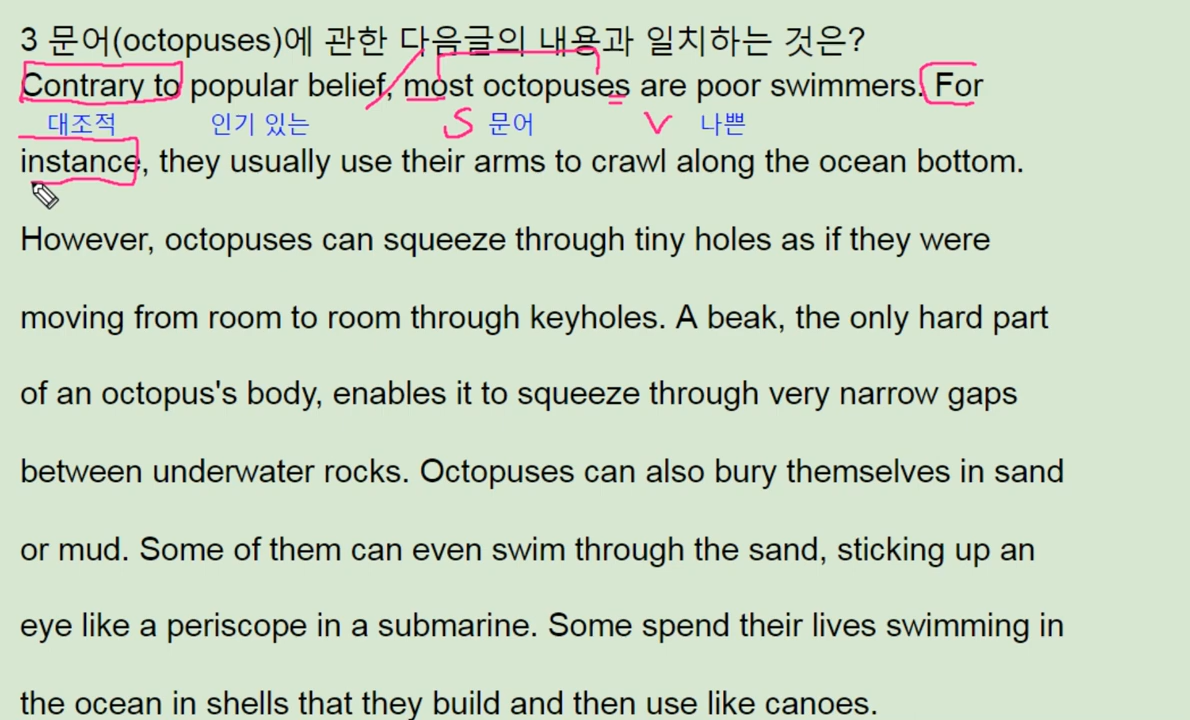 3 문어(octopuses)에 관한 다음글의 내용과 일치하는 것은?
Contrary to popular belief, most octopuses are poor swimmers. For
대조적 인기 있는 S 문어 V 나쁜
instance, they usually use their arms to crawl along the ocean bottom.
However, octopuses can squeeze through tiny holes as if they were
moving from room to room through keyholes. A beak, the only hard part
of an octopus's body, enables it to squeeze through very narrow gaps
between underwater rocks. Octopuses can also bury themselves in sand
or mud. Some of them can even swim through the sand, sticking up an
eye like a periscope in a submarine. Some spend their lives swimming in
the ocean in shells that they build and then use like canoes.